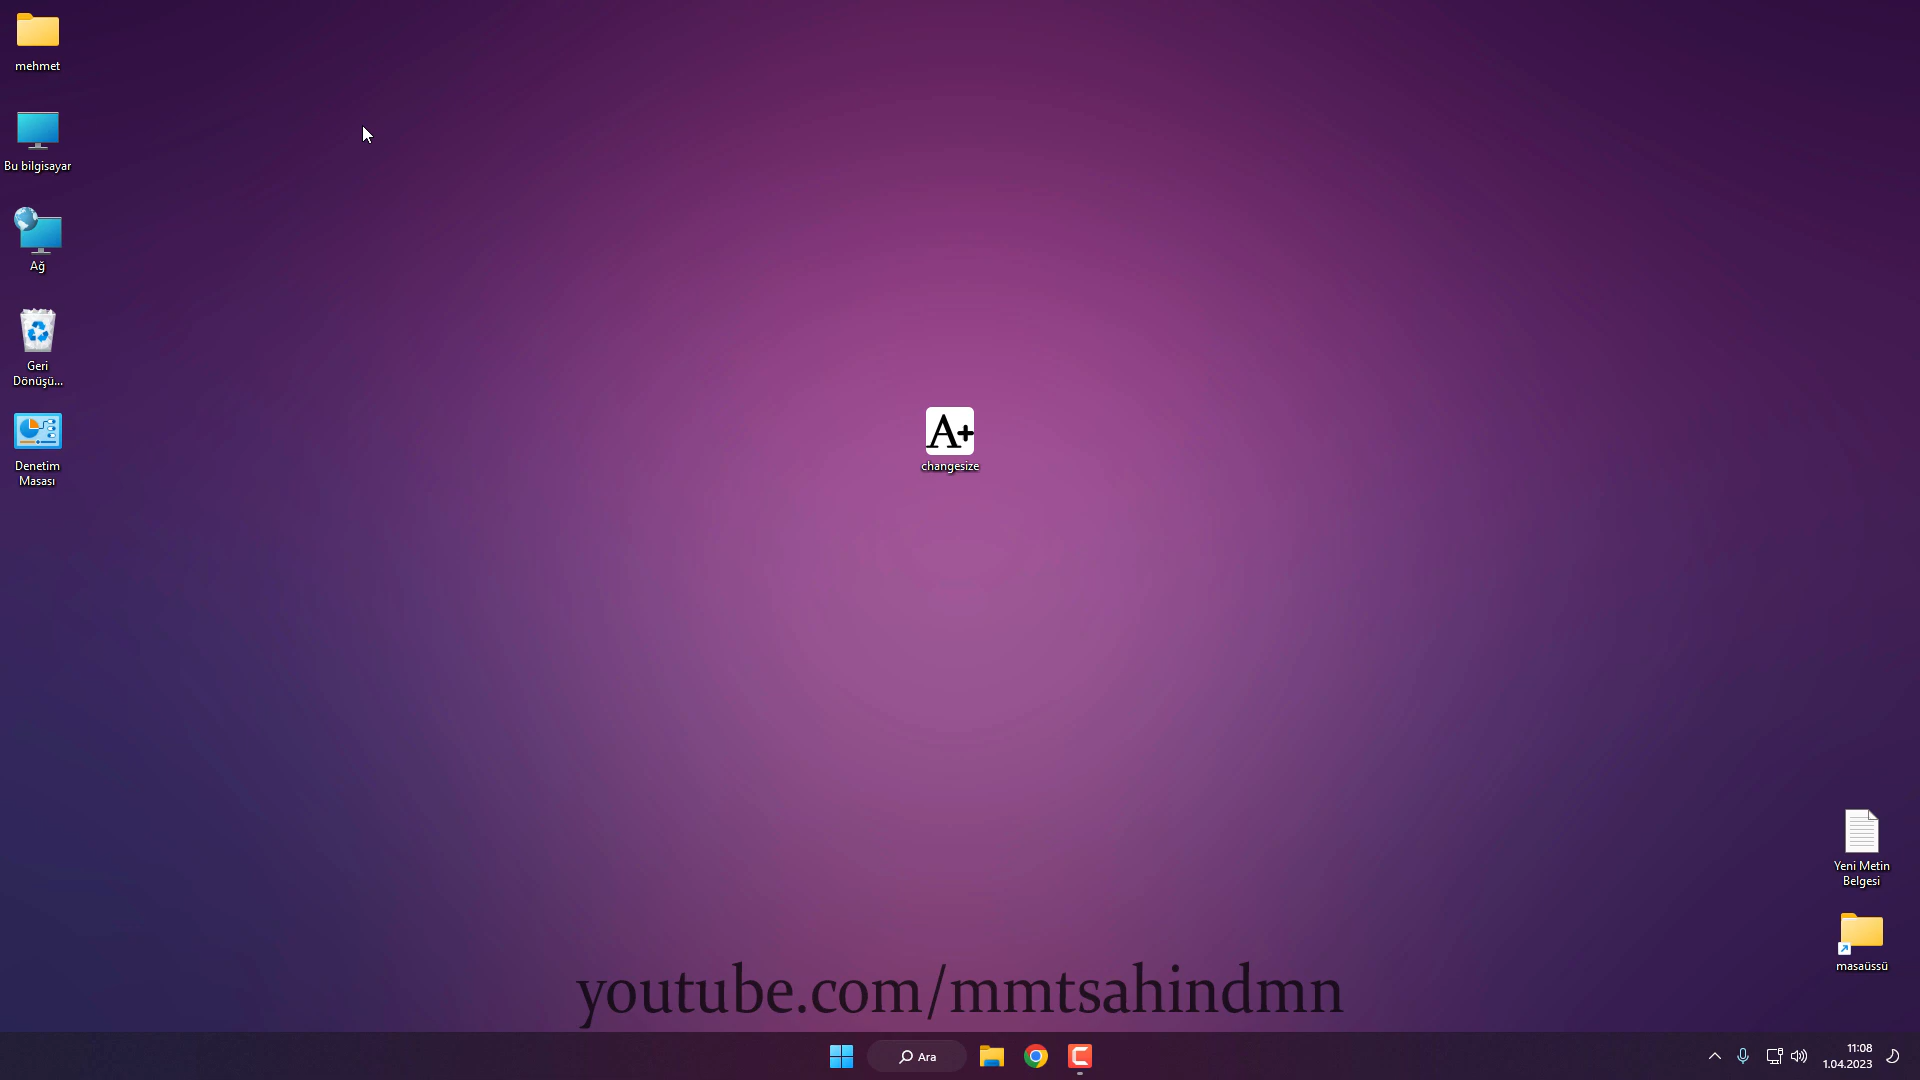 mehmet
Bu bilgisayar
Ağ
Geri
Dönüşü...
Denetim
Masası
A+
changesize
Yeni Metin
Belgesi
masaüssü
youtube.com/mmtsahindmn
Ara
11:08
1.04.2023